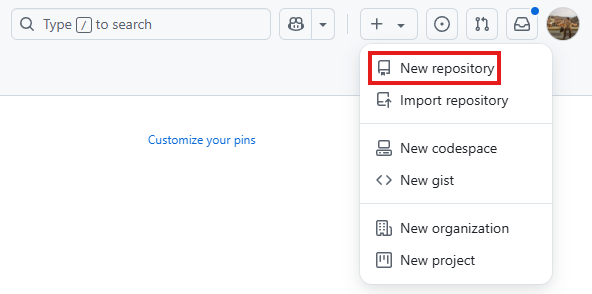 Type / to search
New repository
Import repository
Customize your pins
New codespace
New gist
New organization
New project